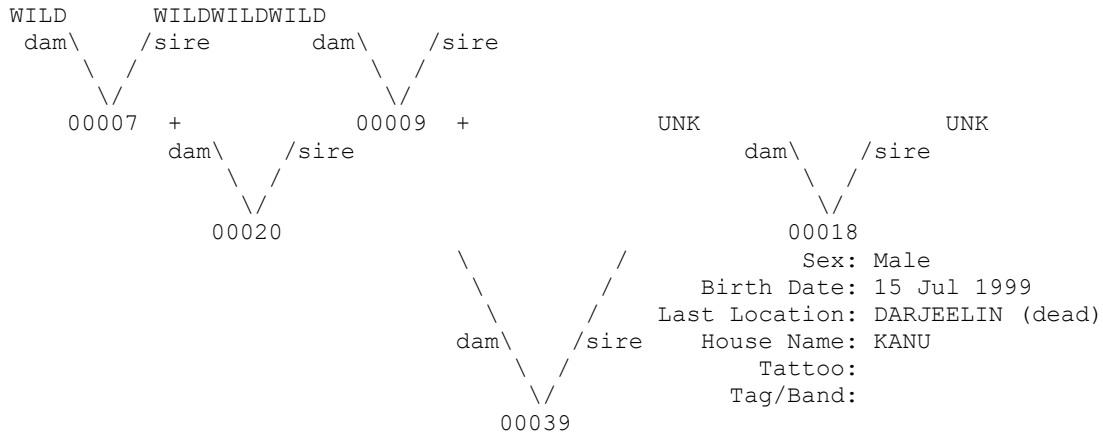 WILD WILDWILDWILD
dam\ /sire dam\ /sire
\ / \ /
\/ \/
00007 + 00009 + UNK UNK
dam\ /sire dam\ /sire
\ / \ /
\/ \/
00020 00018
\ / Sex: Male
\ / Birth Date: 15 Jul 1999
\ / Last Location: DARJEELIN (dead)
dam\ /sire House Name: KANU
\ / Tattoo:
\/ Tag/Band:
00039